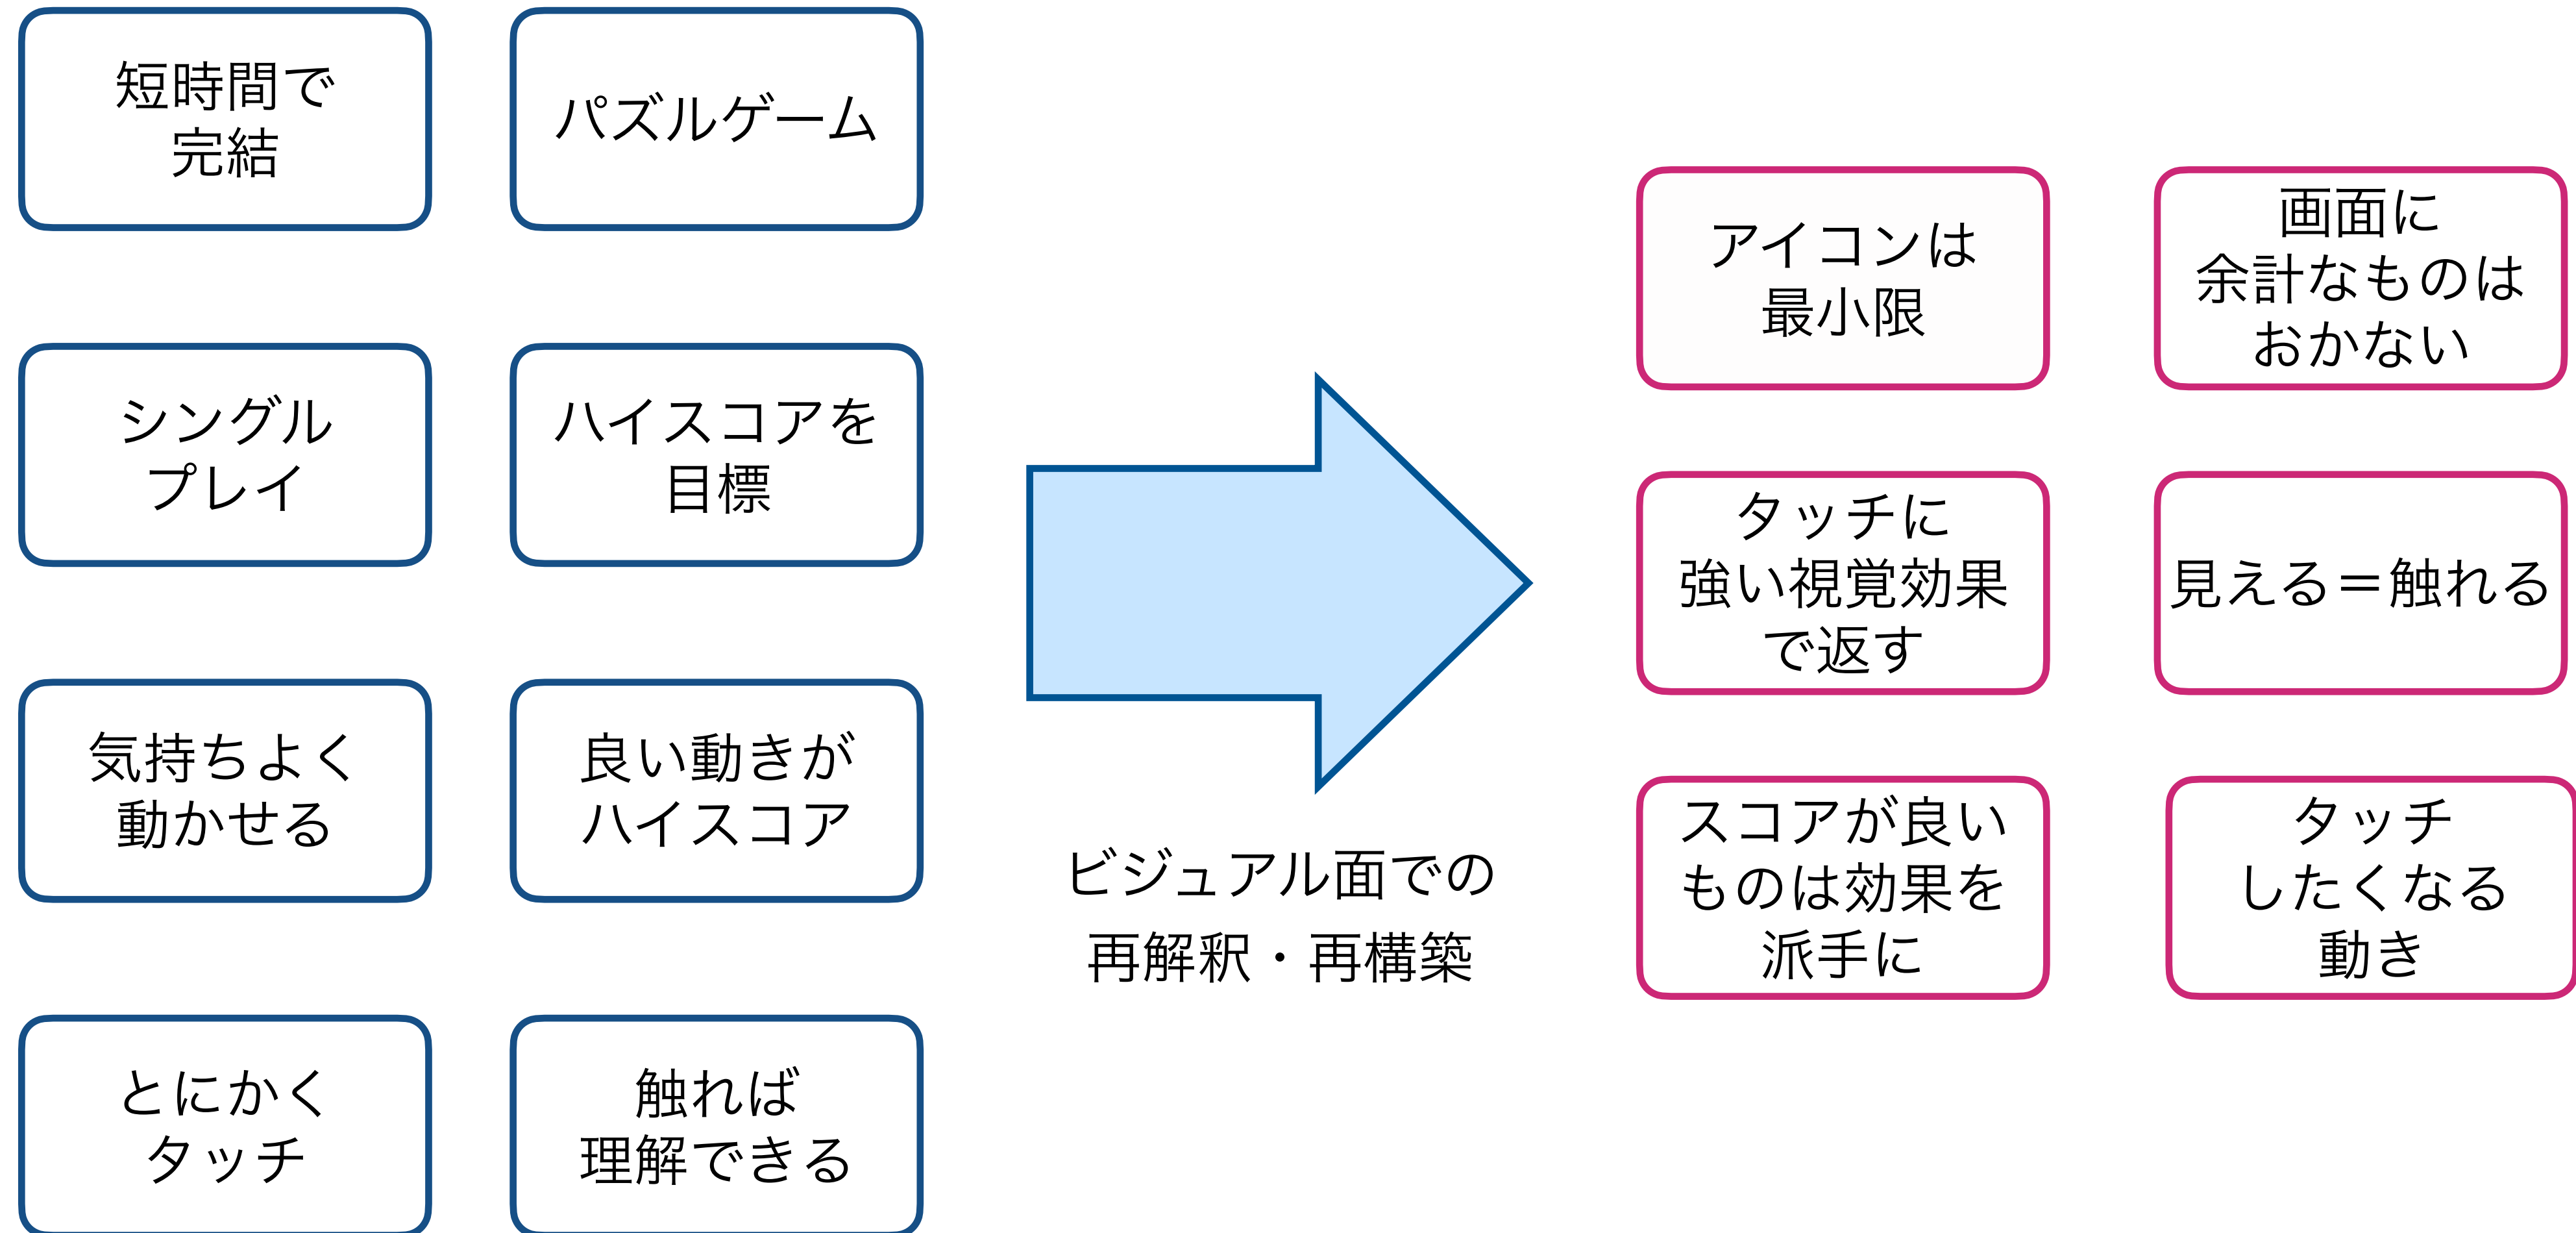 短時間で
完結
パズルゲーム
シングル
プレイ
ハイスコアを
目標
気持ちよく
動かせる
良い動きが
ハイスコア
とにかく
タッチ
触れば
理解できる
ビジュアル面での
再解釈・再構築
アイコンは
最小限
画面に
余計なものは
おかない
タッチに
強い視覚効果
で返す
見える＝触れる
スコアが良い
ものは効果を
派手に
タッチ
したくなる
動き